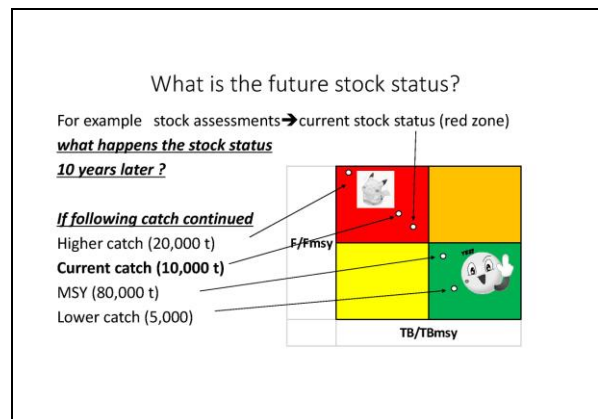 What is the future stock status?
For example stock assessments➔current stock status (red zone)
what happens the stock status
10 years later ?
If following catch continued
Higher catch (20,000 t)
Current catch (10,000 t)
MSY (80,000 t)
Lower catch (5,000)
F/Fmsy
TB/TBmsy